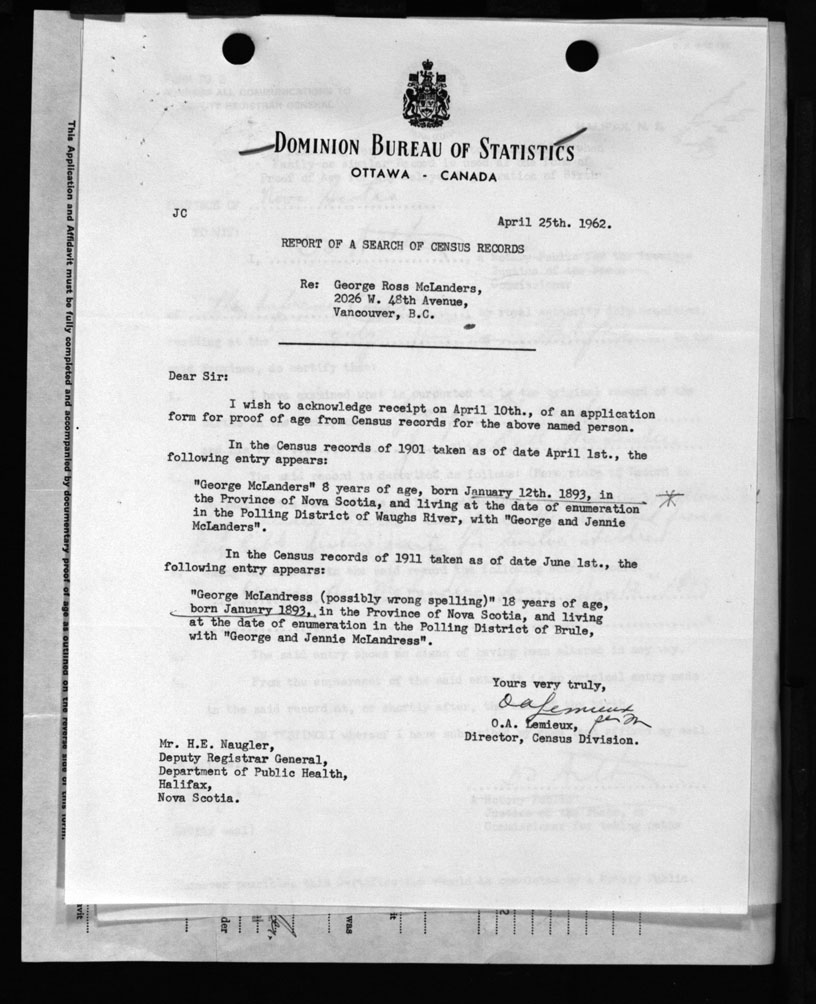 DOMINION BUREAU OF STATISTICS
OTTAWA - CANADA
JC
April 25th. 1962.
REPORT OF A SEARCH OF CENSUS RECORDS
Re: George Ross McLanders,
2026 W. 48th Avenue,
Vancouver, B.C.
Dear Sir:
I wish to acknowledge receipt on April 10th., of an application
form for proof of age from Census records for the above named person.
In the Census records of 1901 taken as of date April 1st., the
following entry appears:
"George McLanders" 8 years of age, born January 12th. 1893, in
the Province of Nova Scotia, and living at the date of enumeration
in the Polling District of Waughs River, with "George and Jennie
McLanders".
In the Census records of 1911 taken as of date June 1st., the
following entry appears:
"George McLandress (possibly wrong spelling)" 18 years of age,
born January 1893, in the Province of Nova Scotia, and living
at the date of enumeration in the Polling District of Brule,
with "George and Jennie McLandress".
Yours very truly,
OALemieux
O.A. Lemieux,
Director, Census Division.
Mr. H.E. Naugler,
Deputy Registrar General,
Department of Public Health,
Halifax,
Nova Scotia.
This Application and Affidavit must be fully completed and accompanied by documentary proof of age as outlined on the reverse side of this form.
der
was
it
2